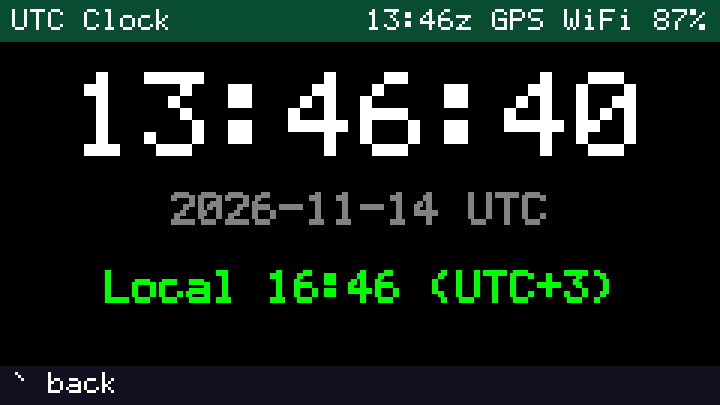 UTC Clock 13:46z GPS WiFi 87%
13:46:40
2026-11-14 UTC
Local 16:46 (UTC+3)
` back